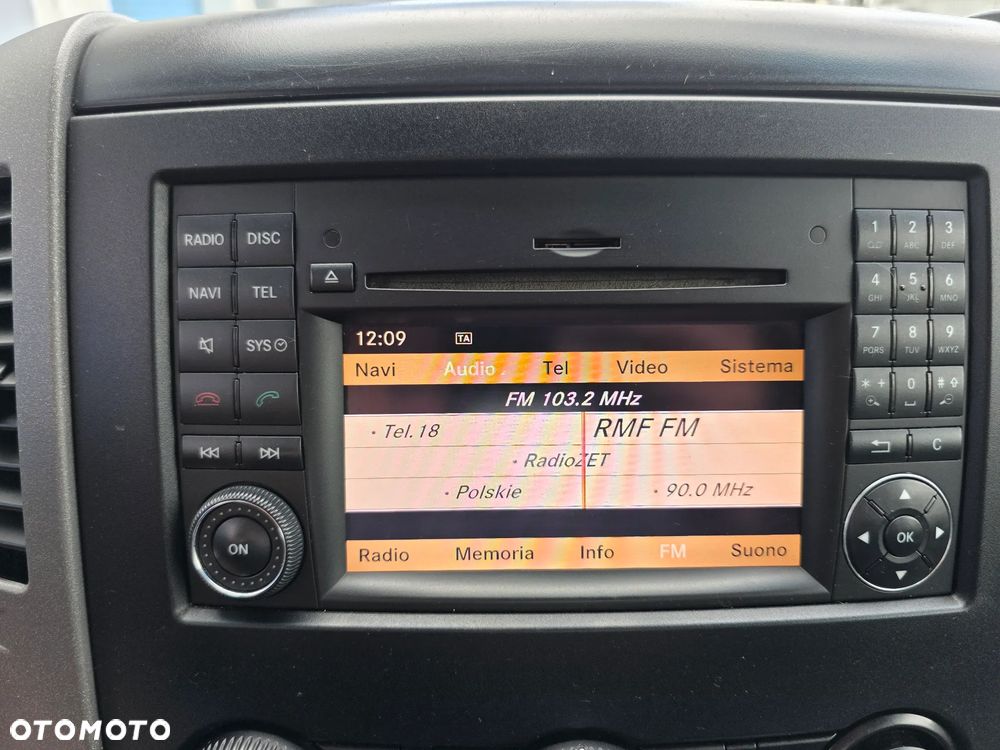 RADIO DISC
NAVI TEL
SYS
ON
12:09 TA
Navi Audio Tel Video Sistema
FM 103.2 MHz
• Tel.18 RMF FM
• RadioZET
• Polskie • 90.0 MHz
Radio Memoria Info FM Suono
1 2 ABC 3 DEF
4 GHI 5 JKL 6 MNO
7 PQRS 8 TUV 9 WXYZ
* + 0 #
C
OK
OTOMOTO